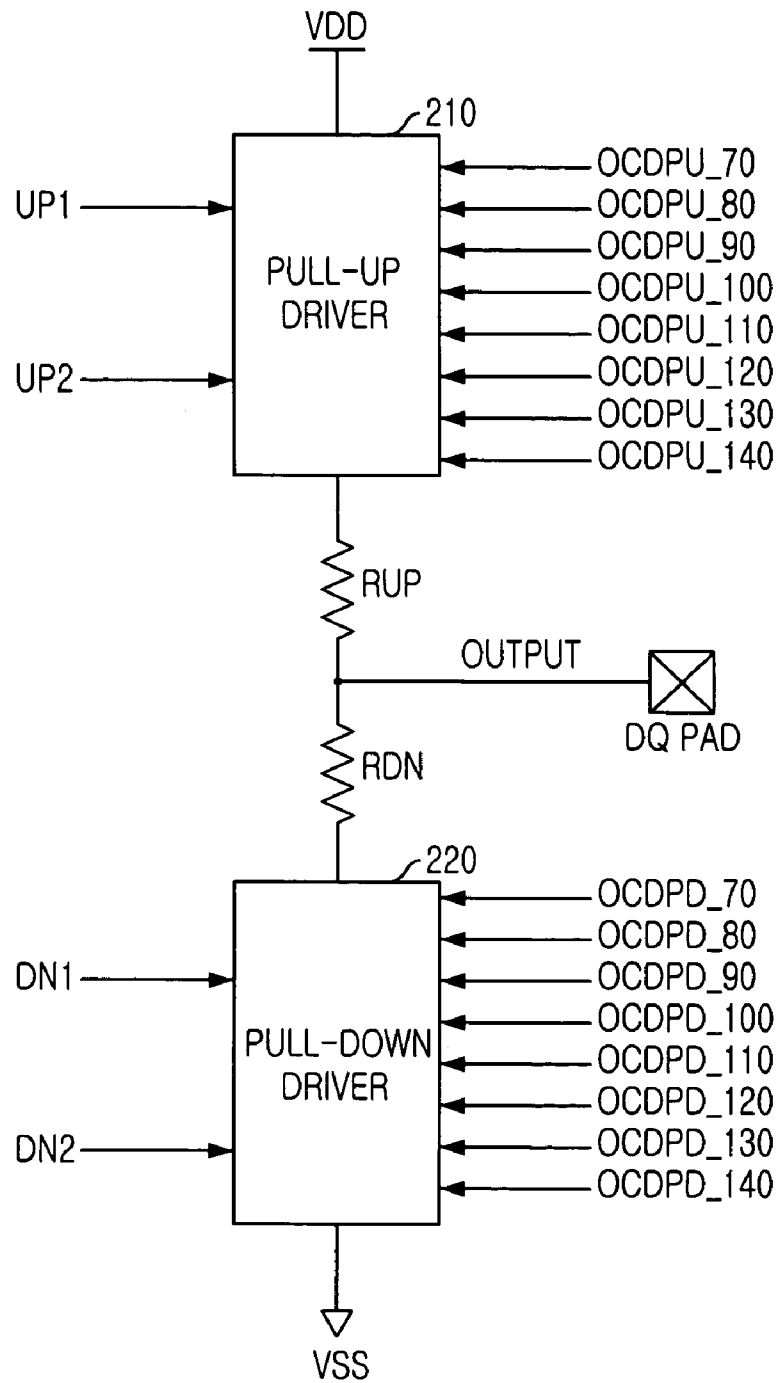 VDD
210
UP1
UP2
PULL-UP
DRIVER
OCDPU_70
OCDPU_80
OCDPU_90
OCDPU_100
OCDPU_110
OCDPU_120
OCDPU_130
OCDPU_140
RUP
OUTPUT
DQ PAD
RDN
220
DN1
DN2
PULL-DOWN
DRIVER
OCDPD_70
OCDPD_80
OCDPD_90
OCDPD_100
OCDPD_110
OCDPD_120
OCDPD_130
OCDPD_140
VSS